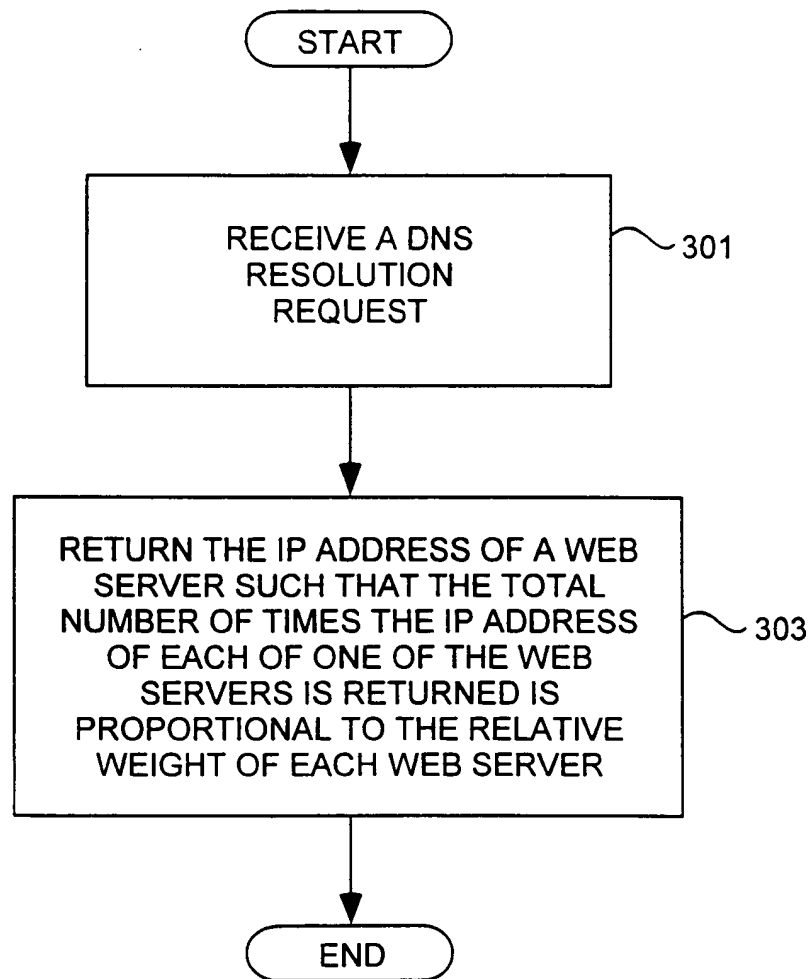 START
RECEIVE A DNS
RESOLUTION
REQUEST
301
RETURN THE IP ADDRESS OF A WEB
SERVER SUCH THAT THE TOTAL
NUMBER OF TIMES THE IP ADDRESS
OF EACH OF ONE OF THE WEB
SERVERS IS RETURNED IS
PROPORTIONAL TO THE RELATIVE
WEIGHT OF EACH WEB SERVER
303
END